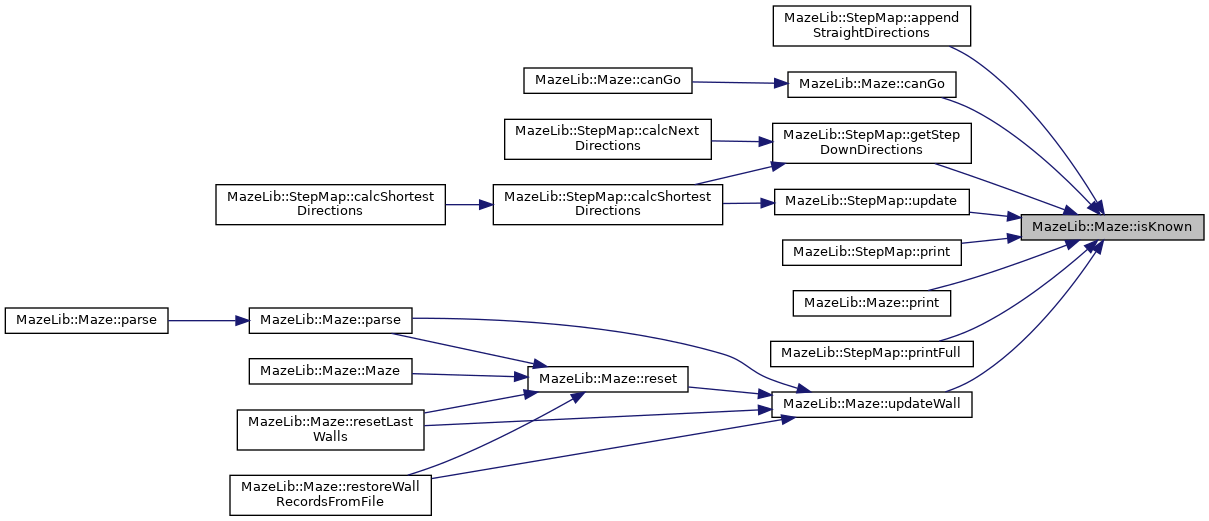 MazeLib::StepMap::append
StraightDirections
MazeLib::Maze::canGo
MazeLib::Maze::canGo
MazeLib::StepMap::calcNext
Directions
MazeLib::StepMap::getStep
DownDirections
MazeLib::StepMap::calcShortest
Directions
MazeLib::StepMap::calcShortest
Directions
MazeLib::StepMap::update
MazeLib::Maze::isKnown
MazeLib::StepMap::print
MazeLib::Maze::print
MazeLib::Maze::parse
MazeLib::Maze::parse
MazeLib::StepMap::printFull
MazeLib::Maze::Maze
MazeLib::Maze::reset
MazeLib::Maze::updateWall
MazeLib::Maze::resetLast
Walls
MazeLib::Maze::restoreWall
RecordsFromFile